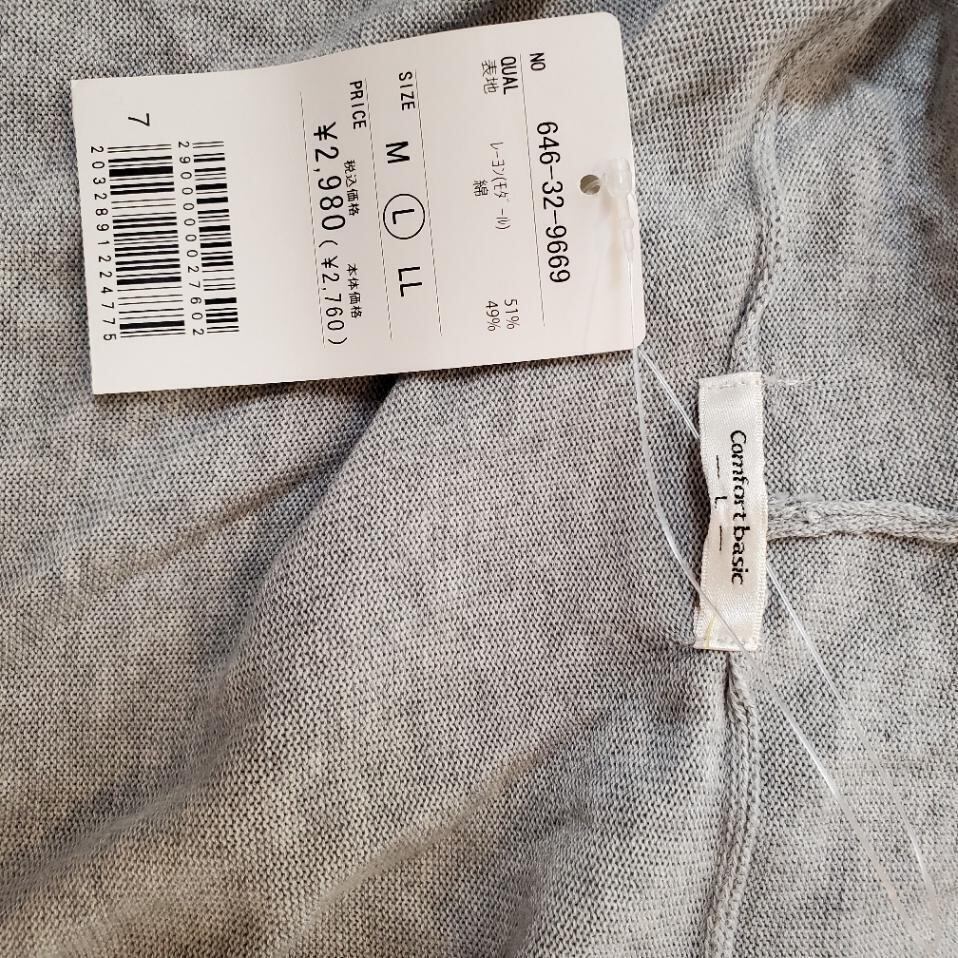 NO 646-32-9669
QUAL
表地 レーヨン(モダール) 51%
綿 49%
SIZE M L LL
PRICE 税込価格 本体価格
¥2,980(¥2,760)
2900000027602
7
2032891224775
Comfort basic
L